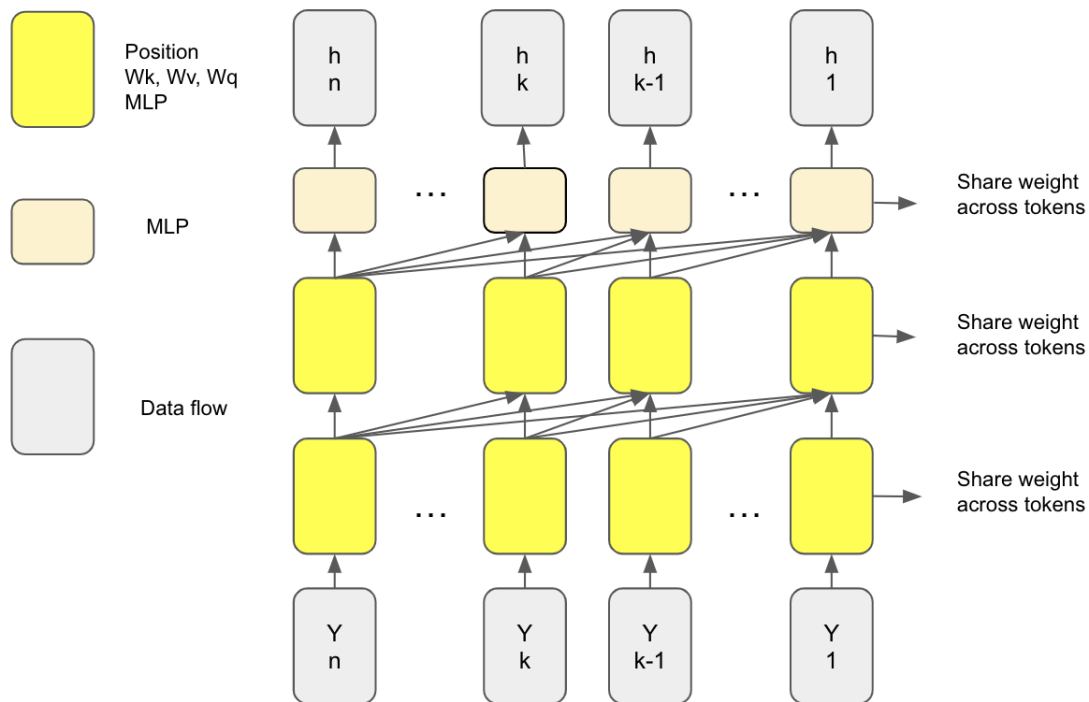 Position
Wk, Wv, Wq
MLP
MLP
Data flow
h
n
h
k
h
k-1
h
1
...
...
Share weight
across tokens
Share weight
across tokens
...
...
Share weight
across tokens
Y
n
Y
k
Y
k-1
Y
1